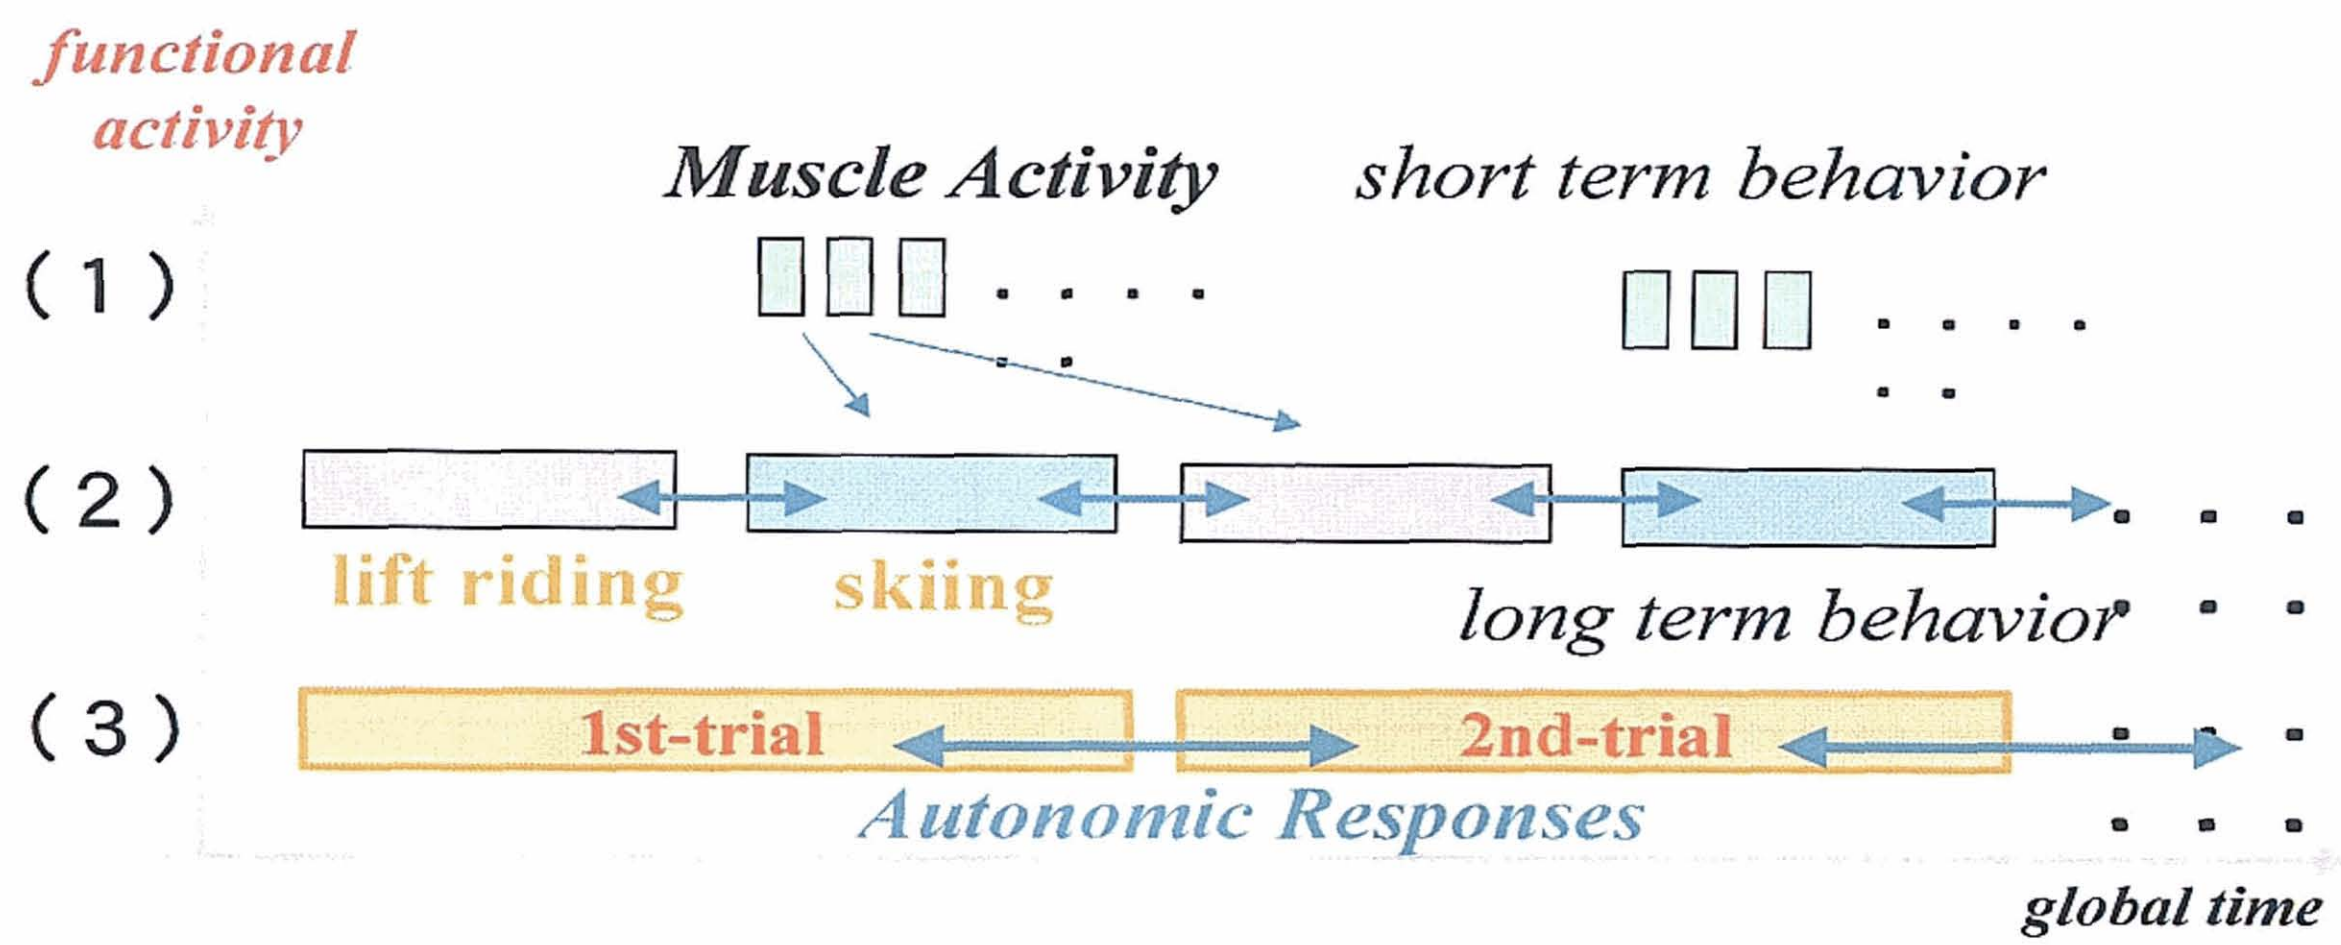 functional
activity
Muscle Activity
short term behavior
(1)
(2)
lift riding
skiing
long term behavior
(3)
1st-trial
2nd-trial
Autonomic Responses
global time